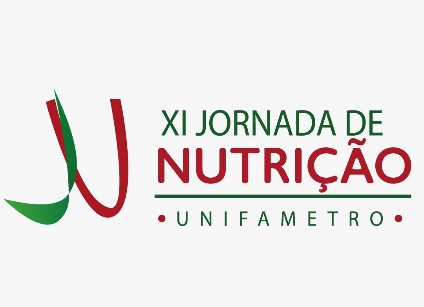 XI JORNADA DE
NUTRIÇÃO
• UNIFAMETRO •